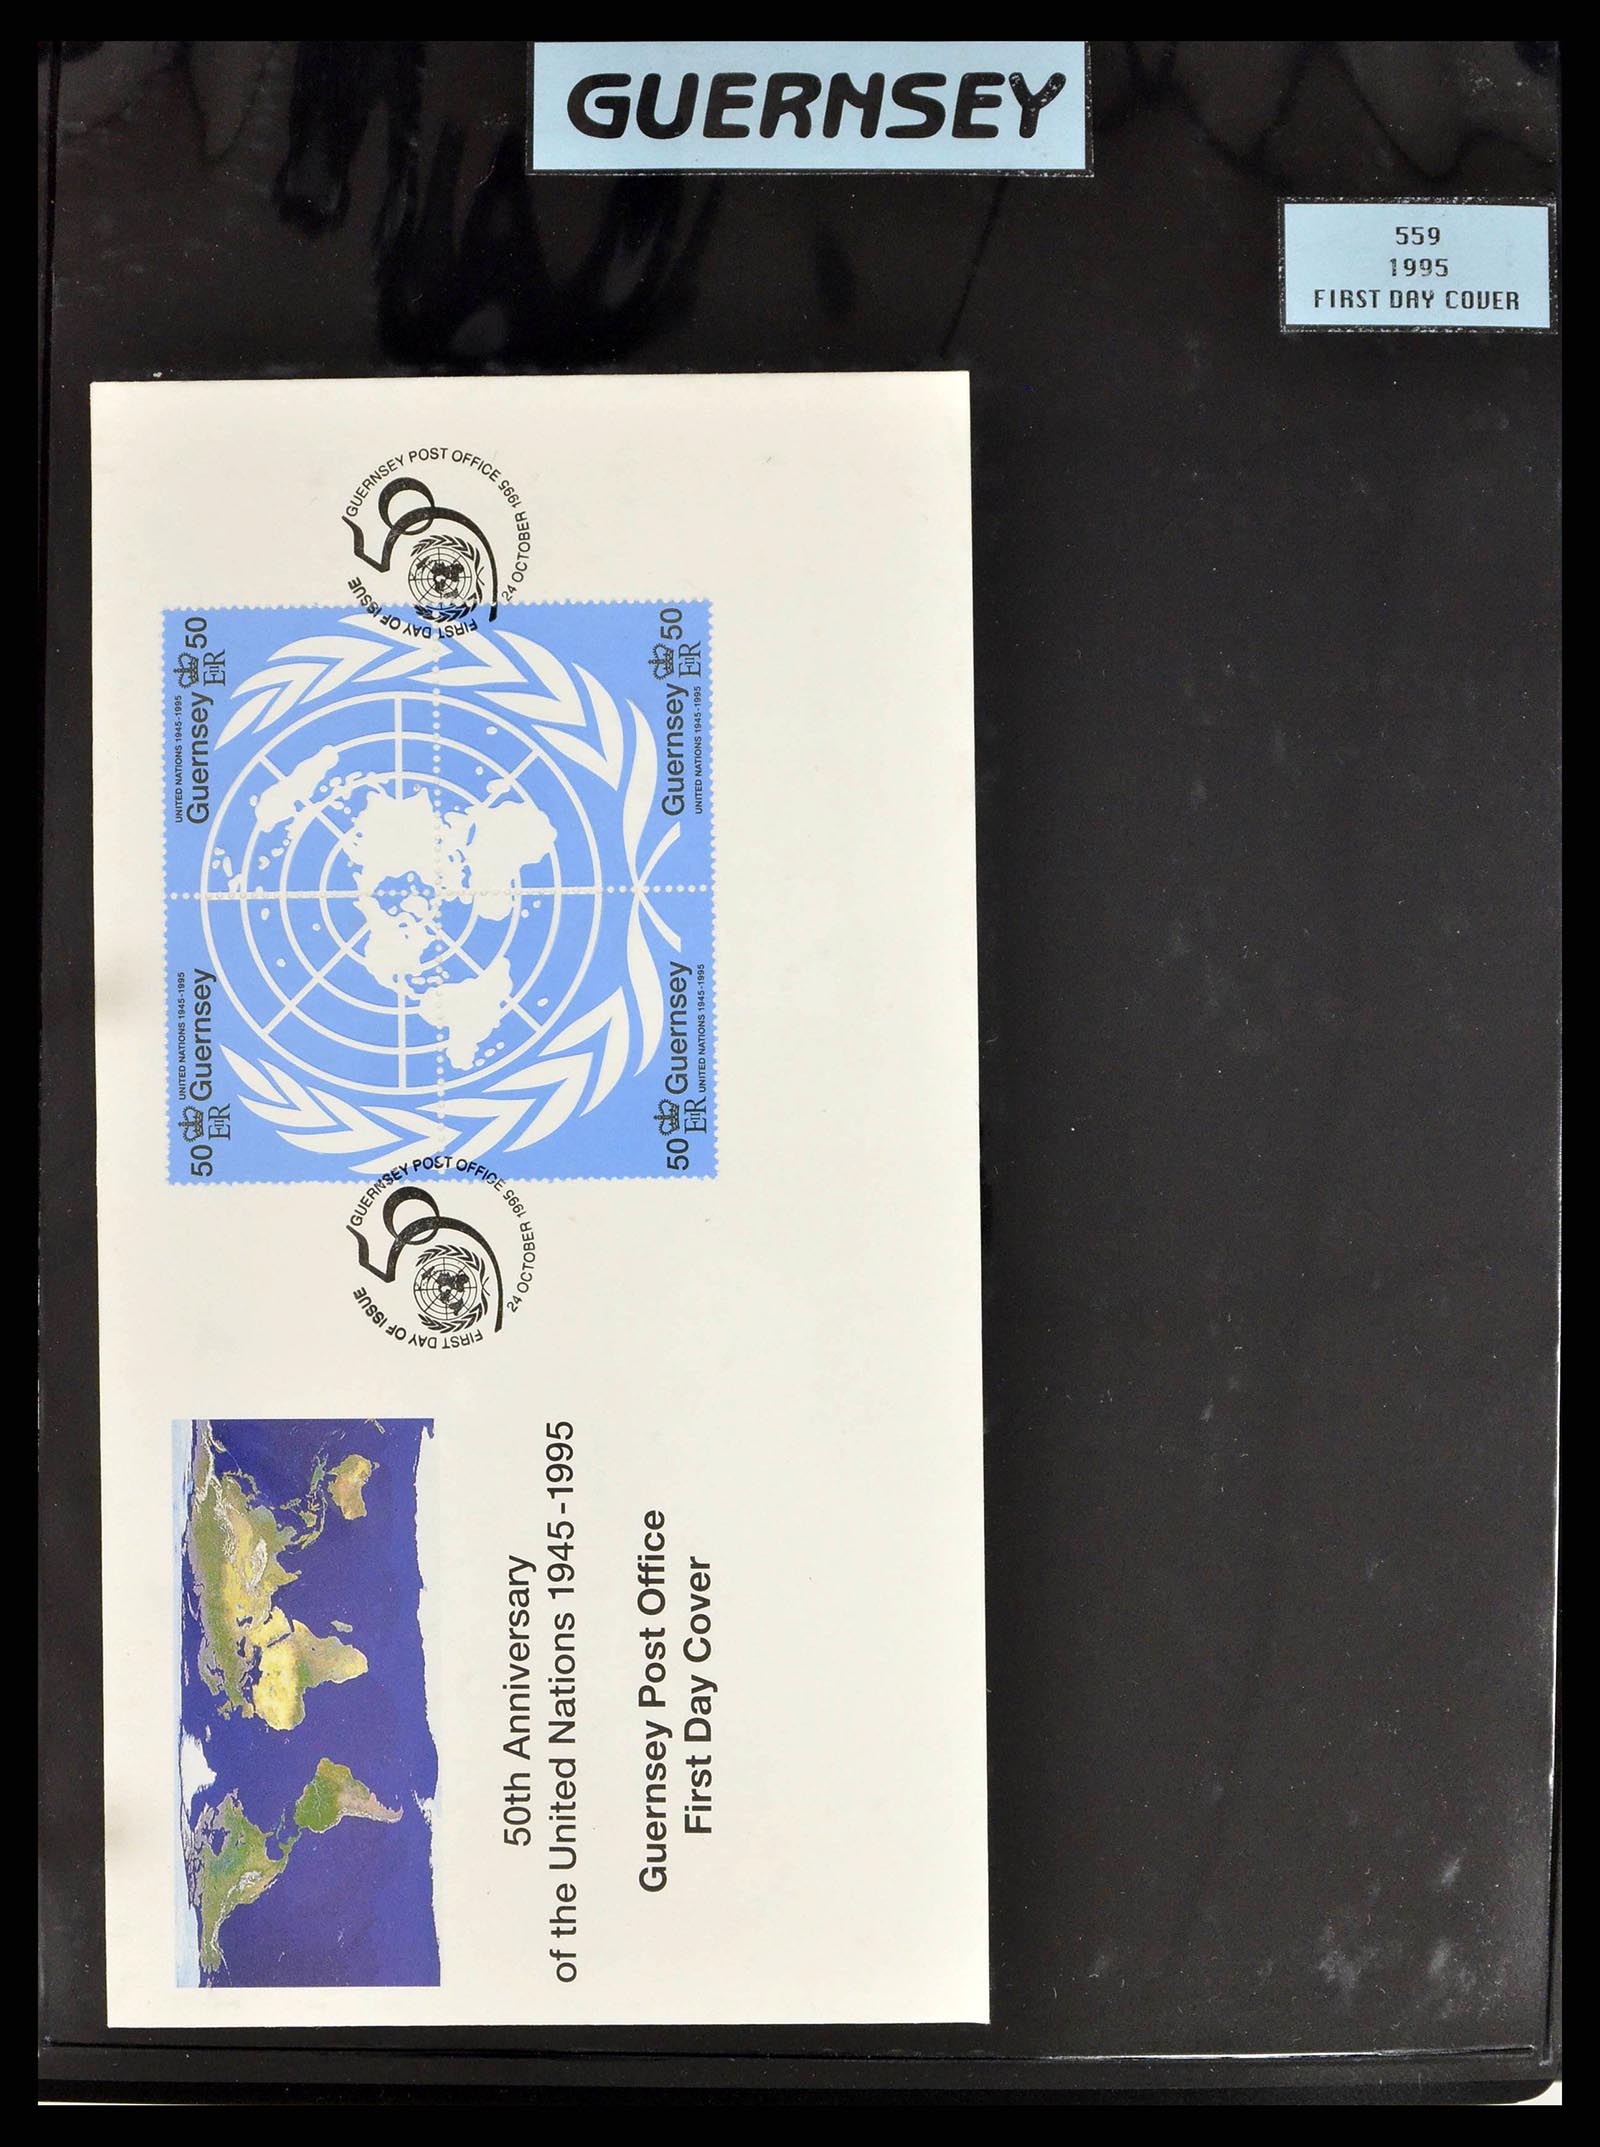 GUERNSEY
559
1995
FIRST DAY COVER
GUERNSEY POST OFFICE 24 OCTOBER 1995
FIRST DAY OF ISSUE
50
UNITED NATIONS 1945-1995
Guernsey 50
EIIR
Guernsey 50
EIIR
UNITED NATIONS 1945-1995
UNITED NATIONS 1945-1995
50 Guernsey
EIIR
50 Guernsey
EIIR
UNITED NATIONS 1945-1995
GUERNSEY POST OFFICE 24 OCTOBER 1995
FIRST DAY OF ISSUE
50
50th Anniversary
of the United Nations 1945-1995
Guernsey Post Office
First Day Cover